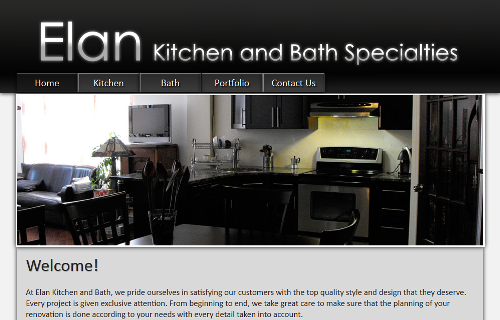 Elan Kitchen and Bath Specialties
Home Kitchen Bath Portfolio Contact Us
Welcome!
At Elan Kitchen and Bath, we pride ourselves in satisfying our customers with the top quality style and design that they deserve.
Every project is given exclusive attention. From beginning to end, we take great care to make sure that the planning of your
renovation is done according to your needs with every detail taken into account.